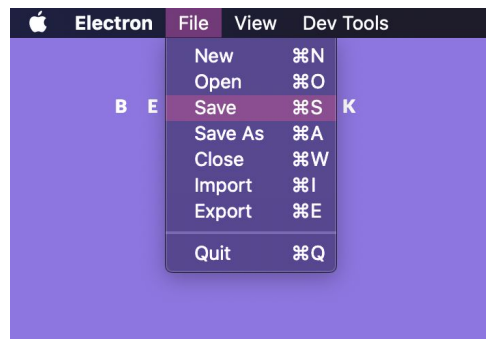 Electron File View Dev Tools
New ⌘N
Open ⌘O
B E Save ⌘S K
Save As ⌘A
Close ⌘W
Import ⌘I
Export ⌘E
Quit ⌘Q